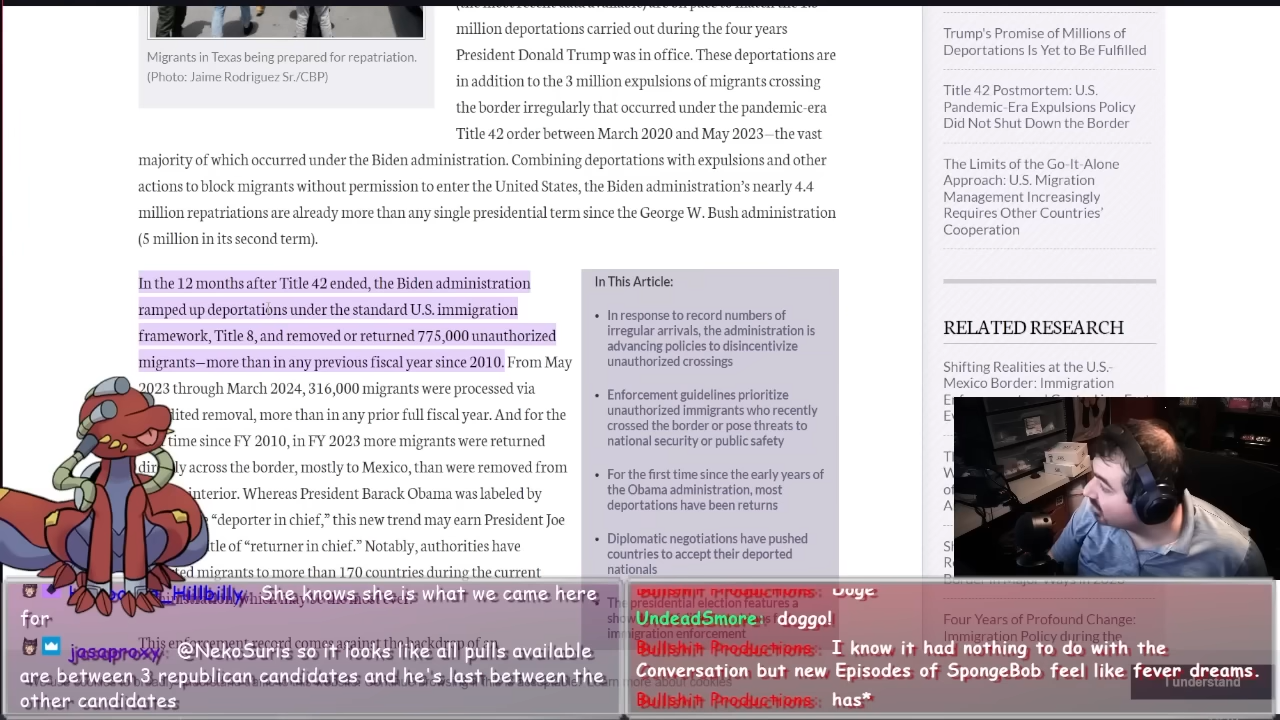 million deportations carried out during the four years
Migrants in Texas being prepared for repatriation.
(Photo: Jaime Rodriguez Sr./CBP)
President Donald Trump was in office. These deportations are
in addition to the 3 million expulsions of migrants crossing
the border irregularly that occurred under the pandemic-era
Title 42 order between March 2020 and May 2023—the vast
majority of which occurred under the Biden administration. Combining deportations with expulsions and other
actions to block migrants without permission to enter the United States, the Biden administration's nearly 4.4
million repatriations are already more than any single presidential term since the George W. Bush administration
(5 million in its second term).
In the 12 months after Title 42 ended, the Biden administration
ramped up deportations under the standard U.S. immigration
framework, Title 8, and removed or returned 775,000 unauthorized
migrants—more than in any previous fiscal year since 2010. From May
2023 through March 2024, 316,000 migrants were processed via
dited removal, more than in any prior full fiscal year. And for the
time since FY 2010, in FY 2023 more migrants were returned
directly across the border, mostly to Mexico, than were removed from
interior. Whereas President Barack Obama was labeled by
"deporter in chief," this new trend may earn President Joe
tle of "returner in chief." Notably, authorities have
ted migrants to more than 170 countries during the current
which may be the most ever.
This enforcement record comes against the backdrop of an
In This Article:
• In response to record numbers of
irregular arrivals, the administration is
advancing policies to disincentivize
unauthorized crossings
• Enforcement guidelines prioritize
unauthorized immigrants who recently
crossed the border or pose threats to
national security or public safety
• For the first time since the early years of
the Obama administration, most
deportations have been returns
• Diplomatic negotiations have pushed
countries to accept their deported
nationals
• The presidential election features a
immigration enforcement
Trump's Promise of Millions of
Deportations Is Yet to Be Fulfilled
Title 42 Postmortem: U.S.
Pandemic-Era Expulsions Policy
Did Not Shut Down the Border
The Limits of the Go-It-Alone
Approach: U.S. Migration
Management Increasingly
Requires Other Countries'
Cooperation
RELATED RESEARCH
Shifting Realities at the U.S.-
Mexico Border: Immigration
Four Years of Profound Change:
Immigration Policy during the
I understand
Hillbilly: She knows she is what we came here
for
jasaproxy: @NekoSuris so it looks like all pulls available
are between 3 republican candidates and he's last between the
other candidates
Bullshit Productions: Doge
UndeadSmore: doggo!
Bullshit Productions: I know it had nothing to do with the
Conversation but new Episodes of SpongeBob feel like fever dreams.
Bullshit Productions: has*